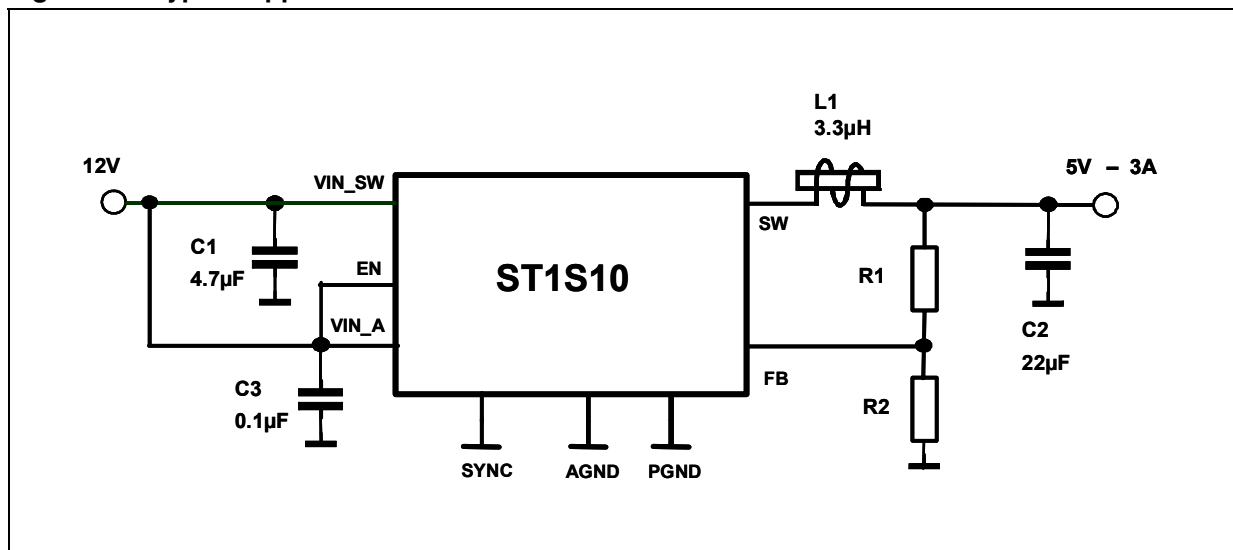 L1
3.3µH
12V
VIN_SW
5V – 3A
SW
C1
4.7µF
EN
ST1S10
R1
VIN_A
C2
22µF
C3
0.1µF
FB
R2
SYNC
AGND
PGND